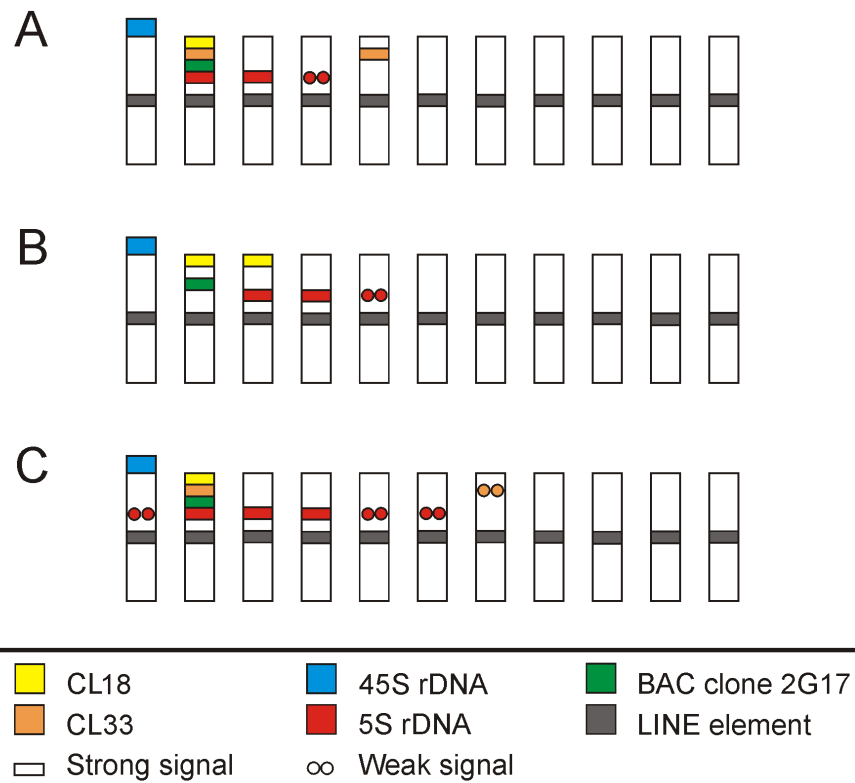 A
B
C
CL18 45S rDNA BAC clone 2G17
CL33 5S rDNA LINE element
Strong signal Weak signal